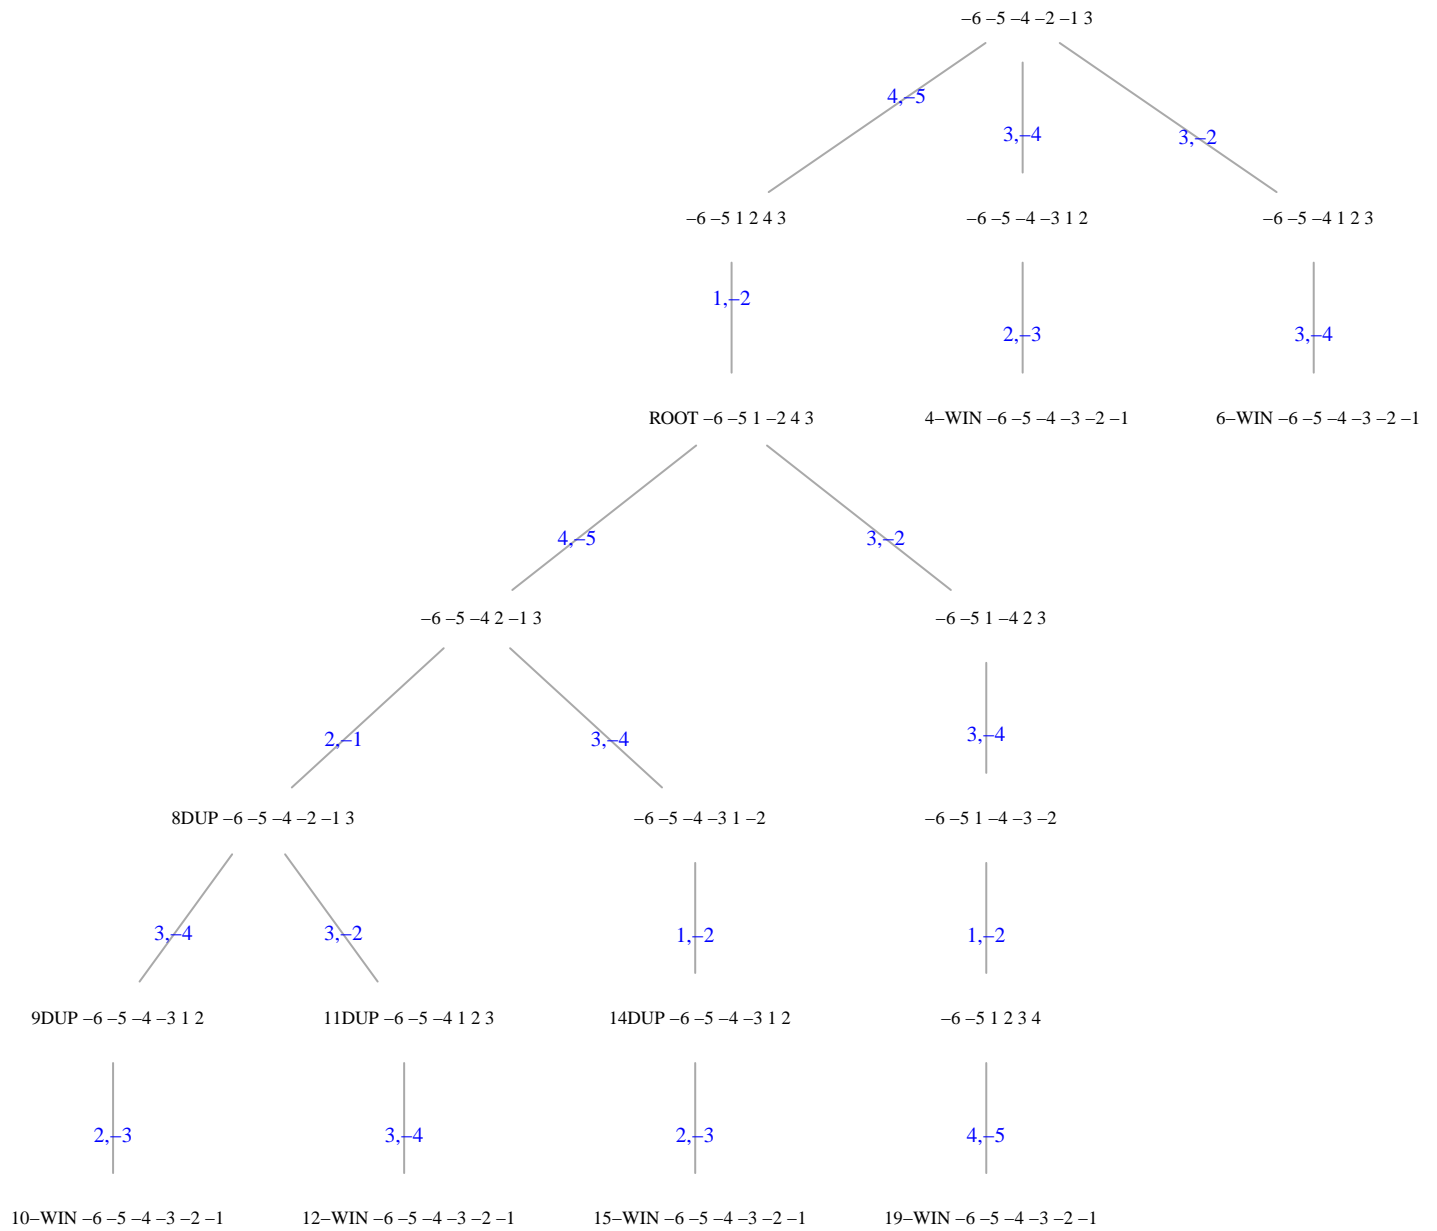 –6 –5 –4 –2 –1 3
4,–5
3,–4
3,–2
–6 –5 1 2 4 3
–6 –5 –4 –3 1 2
–6 –5 –4 1 2 3
1,–2
2,–3
3,–4
ROOT –6 –5 1 –2 4 3
4–WIN –6 –5 –4 –3 –2 –1
6–WIN –6 –5 –4 –3 –2 –1
4,–5
3,–2
–6 –5 –4 2 –1 3
–6 –5 1 –4 2 3
2,–1
3,–4
3,–4
8DUP –6 –5 –4 –2 –1 3
–6 –5 –4 –3 1 –2
–6 –5 1 –4 –3 –2
3,–4
3,–2
1,–2
1,–2
9DUP –6 –5 –4 –3 1 2
11DUP –6 –5 –4 1 2 3
14DUP –6 –5 –4 –3 1 2
–6 –5 1 2 3 4
2,–3
3,–4
2,–3
4,–5
10–WIN –6 –5 –4 –3 –2 –1
12–WIN –6 –5 –4 –3 –2 –1
15–WIN –6 –5 –4 –3 –2 –1
19–WIN –6 –5 –4 –3 –2 –1